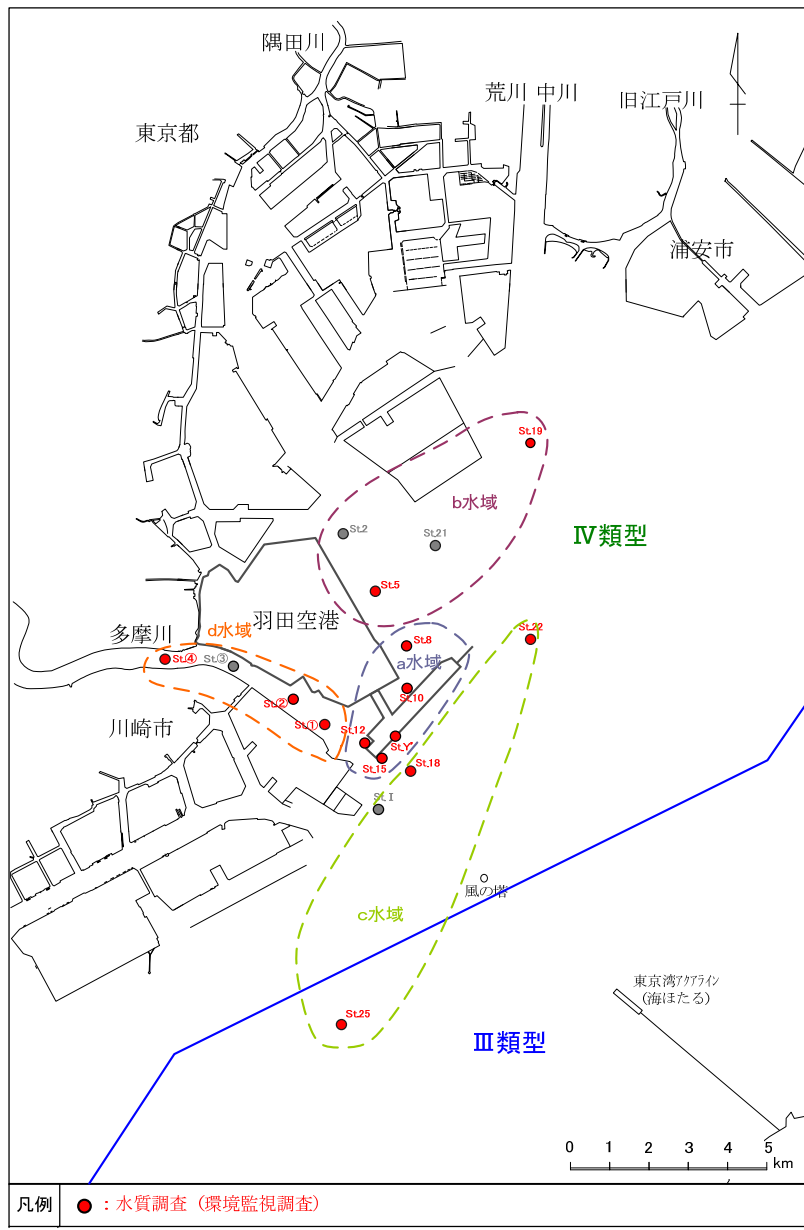 隅田川
荒川 中川
旧江戸川
東京都
浦安市
St.19
b水域
St.2
St.21
Ⅳ類型
St.5
羽田空港
d水域
多摩川
St.22
St.8
St.④
St.③
a水域
St.10
St.②
川崎市
St.①
St.12
St.Y'
St.15
St.18
St.I
風の塔
c水域
東京湾アクアライン
(海ほたる)
St.25
Ⅲ類型
0 1 2 3 4 5
km
凡例
：水質調査（環境監視調査）